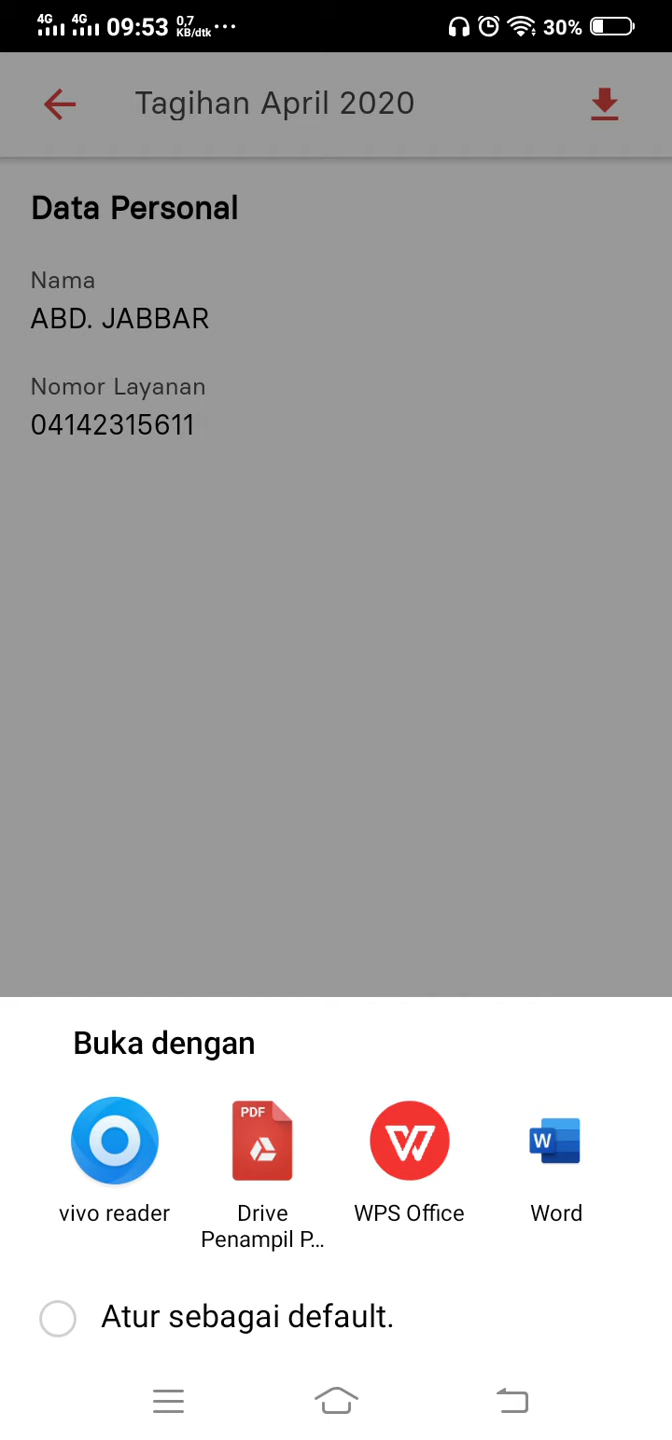 4G 4G 09:53 0,7 KB/dtk ... 30%
Tagihan April 2020
Data Personal
Nama
ABD. JABBAR
Nomor Layanan
04142315611
Buka dengan
PDF
W
W
vivo reader
Drive
Penampil P...
WPS Office
Word
Atur sebagai default.